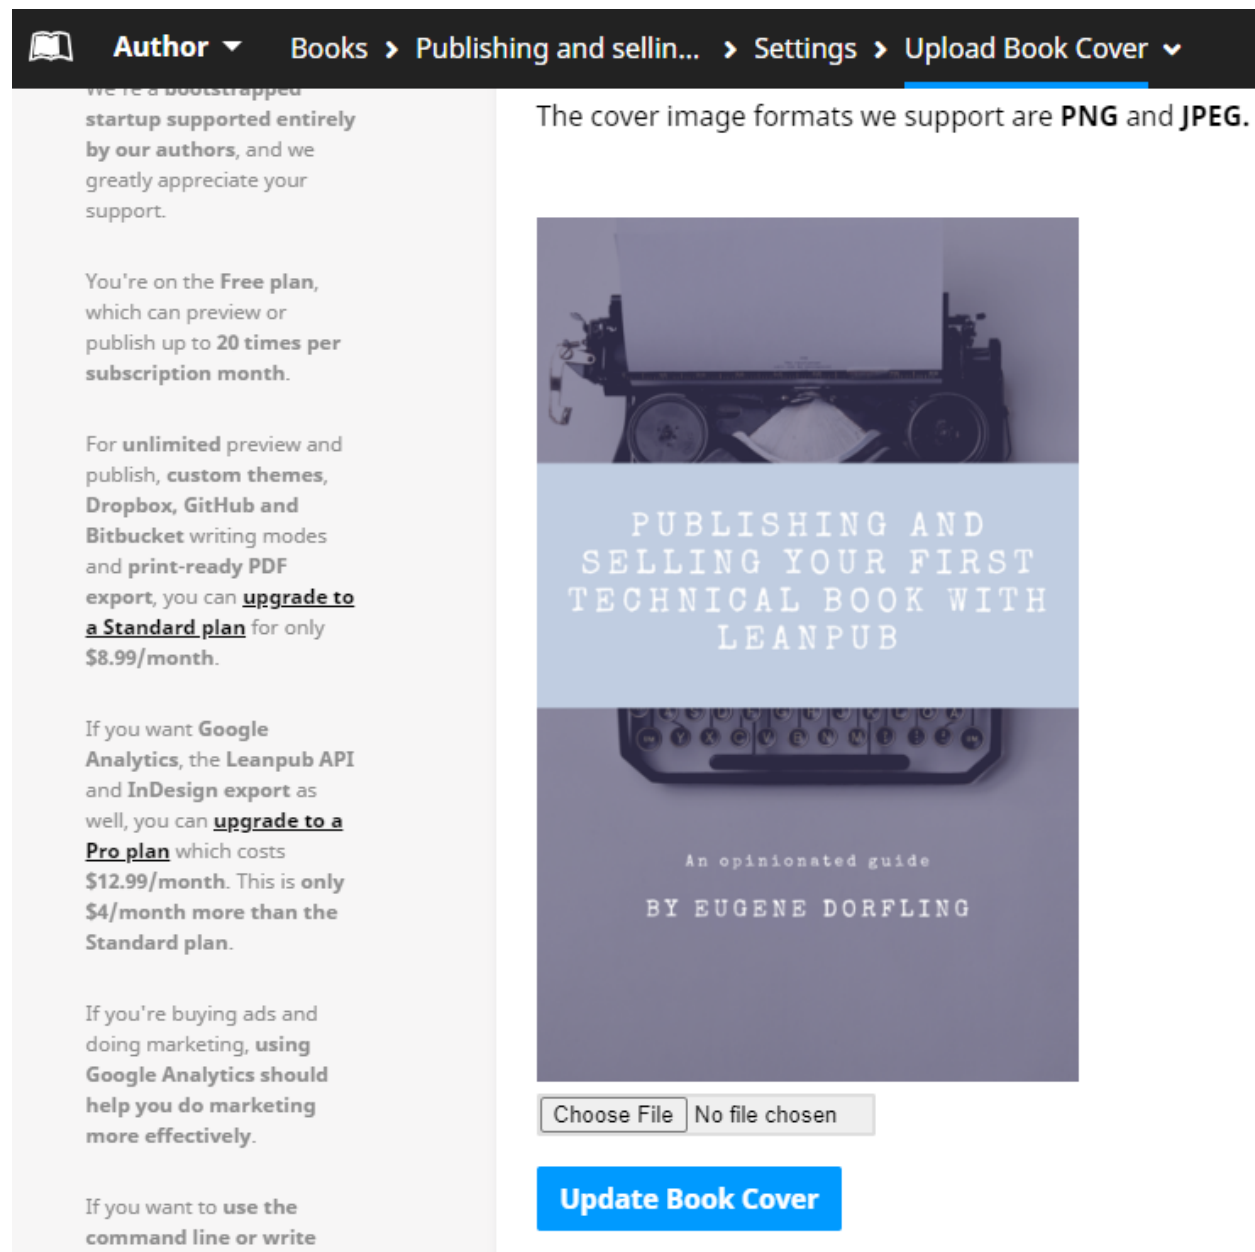 Author
Books > Publishing and sellin... > Settings > Upload Book Cover
We're a bootstrapped
startup supported entirely
by our authors, and we
greatly appreciate your
support.
You're on the Free plan,
which can preview or
publish up to 20 times per
subscription month.
For unlimited preview and
publish, custom themes,
Dropbox, GitHub and
Bitbucket writing modes
and print-ready PDF
export, you can upgrade to
a Standard plan for only
$8.99/month.
If you want Google
Analytics, the Leanpub API
and InDesign export as
well, you can upgrade to a
Pro plan which costs
$12.99/month. This is only
$4/month more than the
Standard plan.
If you're buying ads and
doing marketing, using
Google Analytics should
help you do marketing
more effectively.
If you want to use the
command line or write
The cover image formats we support are PNG and JPEG.
PUBLISHING AND
SELLING YOUR FIRST
TECHNICAL BOOK WITH
LEANPUB
An opinionated guide
BY EUGENE DORFLING
Choose File No file chosen
Update Book Cover